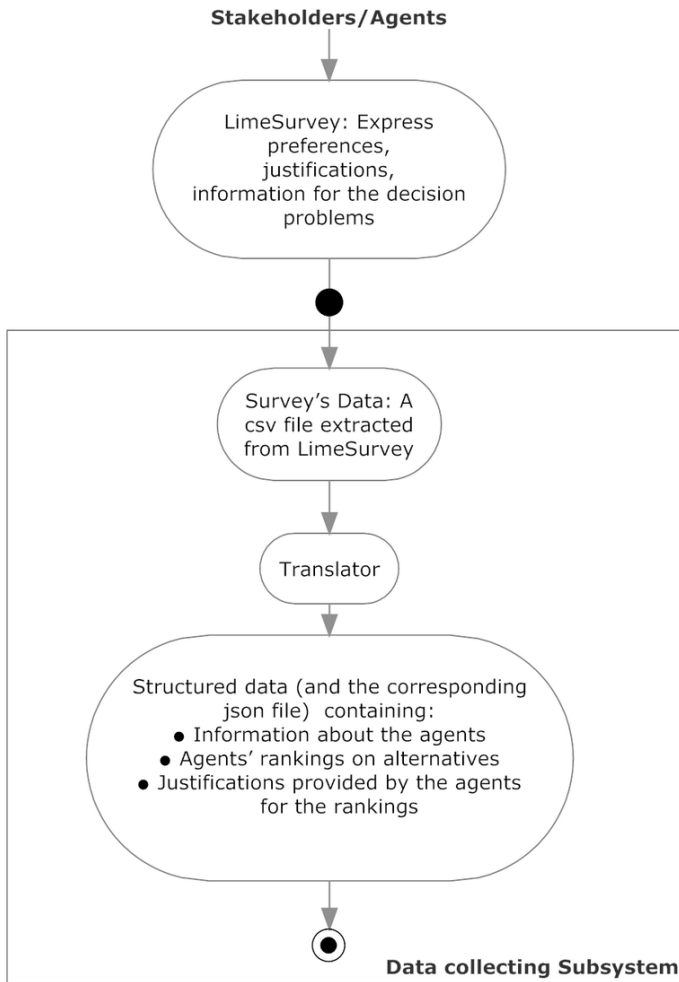 Stakeholders/Agents
LimeSurvey: Express
preferences,
justifications,
information for the decision
problems
Survey’s Data: A
csv file extracted
from LimeSurvey
Translator
Structured data (and the corresponding
json file)  containing:
● Information about the agents
● Agents’ rankings on alternatives
● Justifications provided by the agents
for the rankings
Data collecting Subsystem